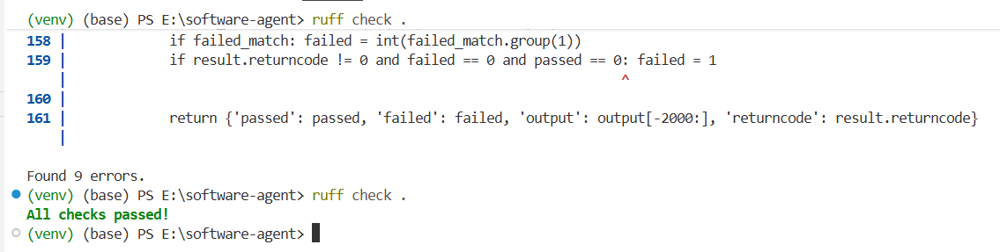 (venv) (base) PS E:\software-agent> ruff check .
158 |             if failed_match: failed = int(failed_match.group(1))
159 |             if result.returncode != 0 and failed == 0 and passed == 0: failed = 1
    |                                                                      ^
160 |
161 |             return {'passed': passed, 'failed': failed, 'output': output[-2000:], 'returncode': result.returncode}
    |
Found 9 errors.
(venv) (base) PS E:\software-agent> ruff check .
All checks passed!
(venv) (base) PS E:\software-agent>